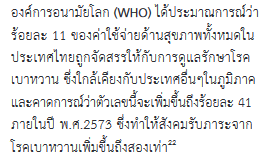 องค์การอนามัยโลก (WHO) ได้ประมาณการณ์ว่า
ร้อยละ 11 ของค่าใช้จ่ายด้านสุขภาพทั้งหมดใน
ประเทศไทยถูกจัดสรรให้กับการดูแลรักษาโรค
เบาหวาน ซึ่งใกล้เคียงกับประเทศอื่นๆในภูมิภาค
และคาดการณ์ว่าตัวเลขนี้จะเพิ่มขึ้นถึงร้อยละ 41
ภายในปี พ.ศ.2573 ซึ่งทำให้สังคมรับภาระจาก
โรคเบาหวานเพิ่มขึ้นถึงสองเท่า²²